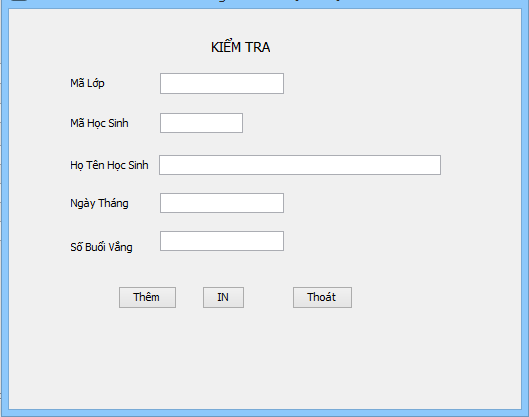 KIỂM TRA
Mã Lớp
Mã Học Sinh
Họ Tên Học Sinh
Ngày Tháng
Số Buổi Vắng
Thêm IN Thoát